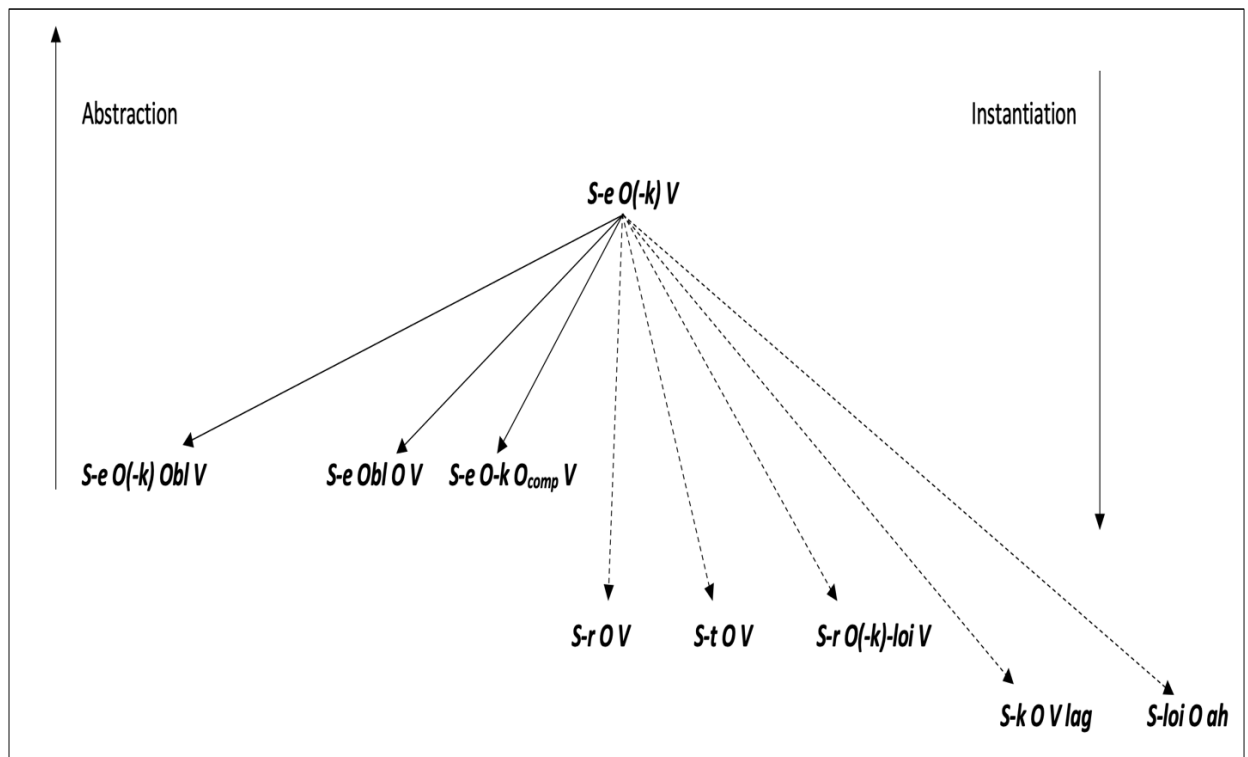 Abstraction
Instantiation
S-e O(-k) V
S-e O(-k) Obl V
S-e Obl O V
S-e O-k Ocomp V
S-r O V
S-t O V
S-r O(-k)-loi V
S-k O V lag
S-loi O ah